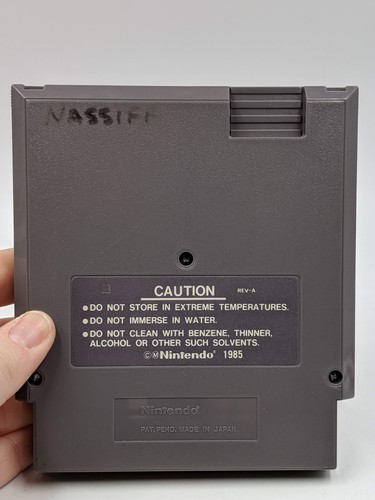 NASSIFF
CAUTION REV-A
●DO NOT STORE IN EXTREME TEMPERATURES.
●DO NOT IMMERSE IN WATER.
●DO NOT CLEAN WITH BENZENE, THINNER,
ALCOHOL OR OTHER SUCH SOLVENTS.
©ⓂNintendo® 1985
Nintendo®
PAT. PEND. MADE IN JAPAN